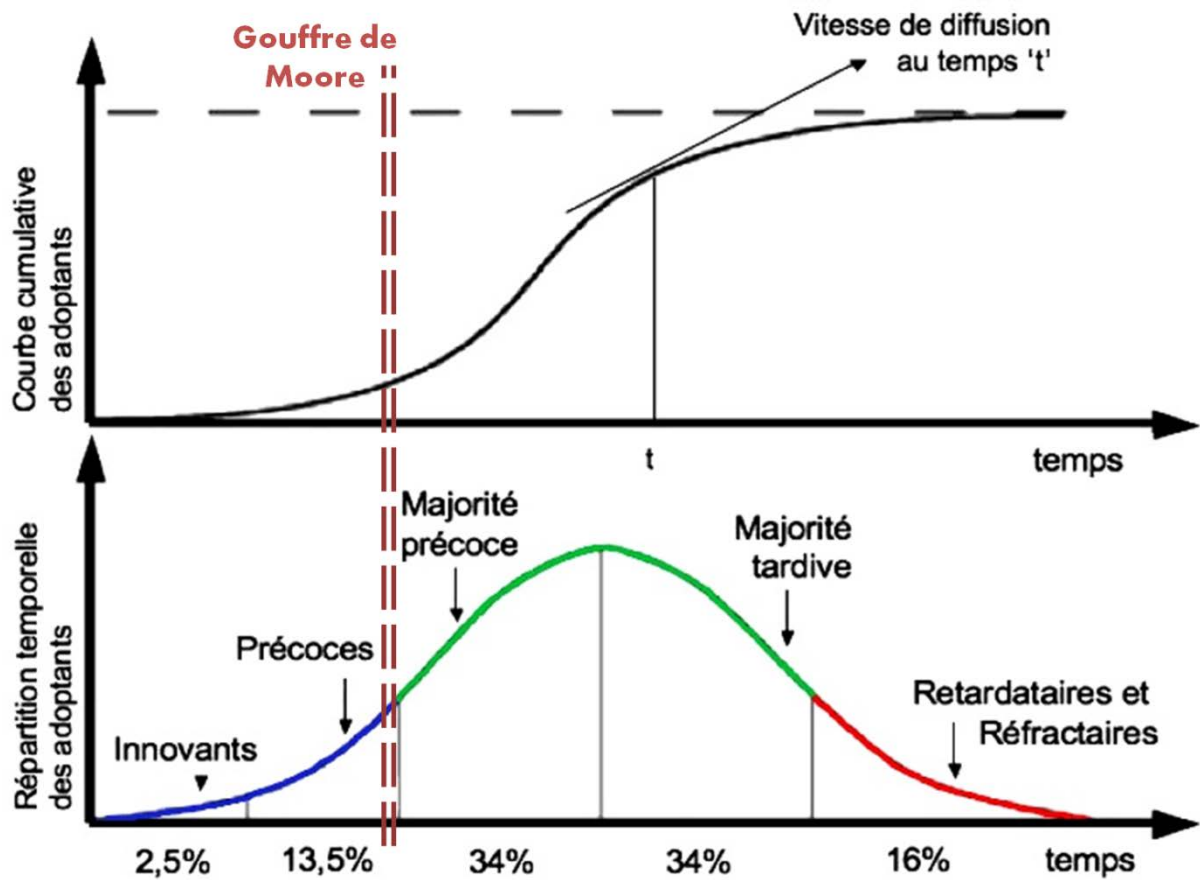 Gouffre de
Moore
Vitesse de diffusion
au temps 't'
Courbe cumulative
des adoptants
t
temps
Répartition temporelle
des adoptants
Innovants
Précoces
Majorité
précoce
Majorité
tardive
Retardataires et
Réfractaires
2,5%
13,5%
34%
34%
16%
temps